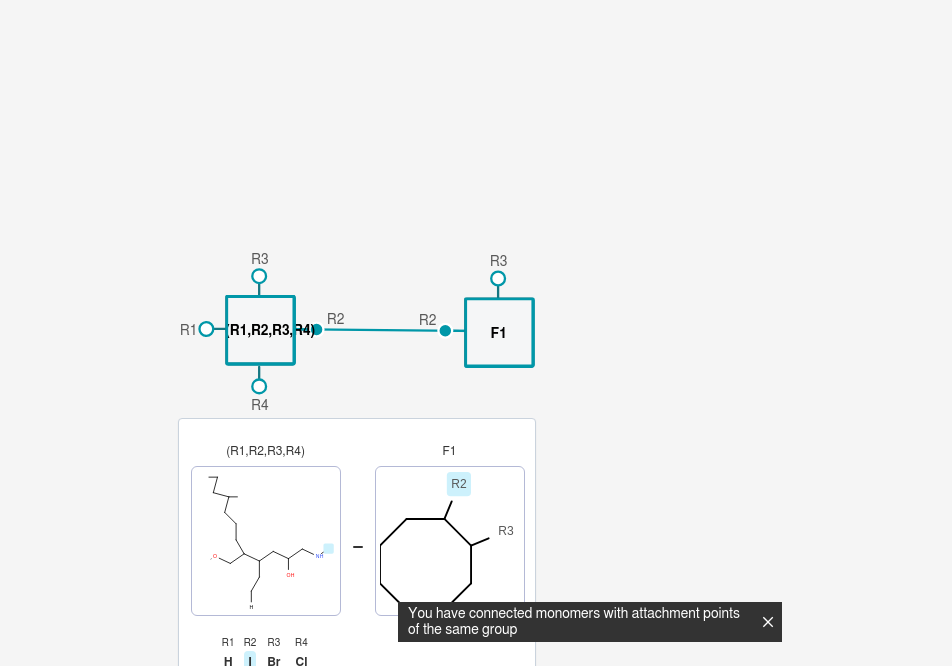 R3
R3
R1
(R1,R2,R3,R4)
R2
R2
F1
R4
(R1,R2,R3,R4)
F1
R2
R3
O
NH
OH
H
You have connected monomers with attachment points
of the same group
R1 R2 R3 R4
H I Br Cl